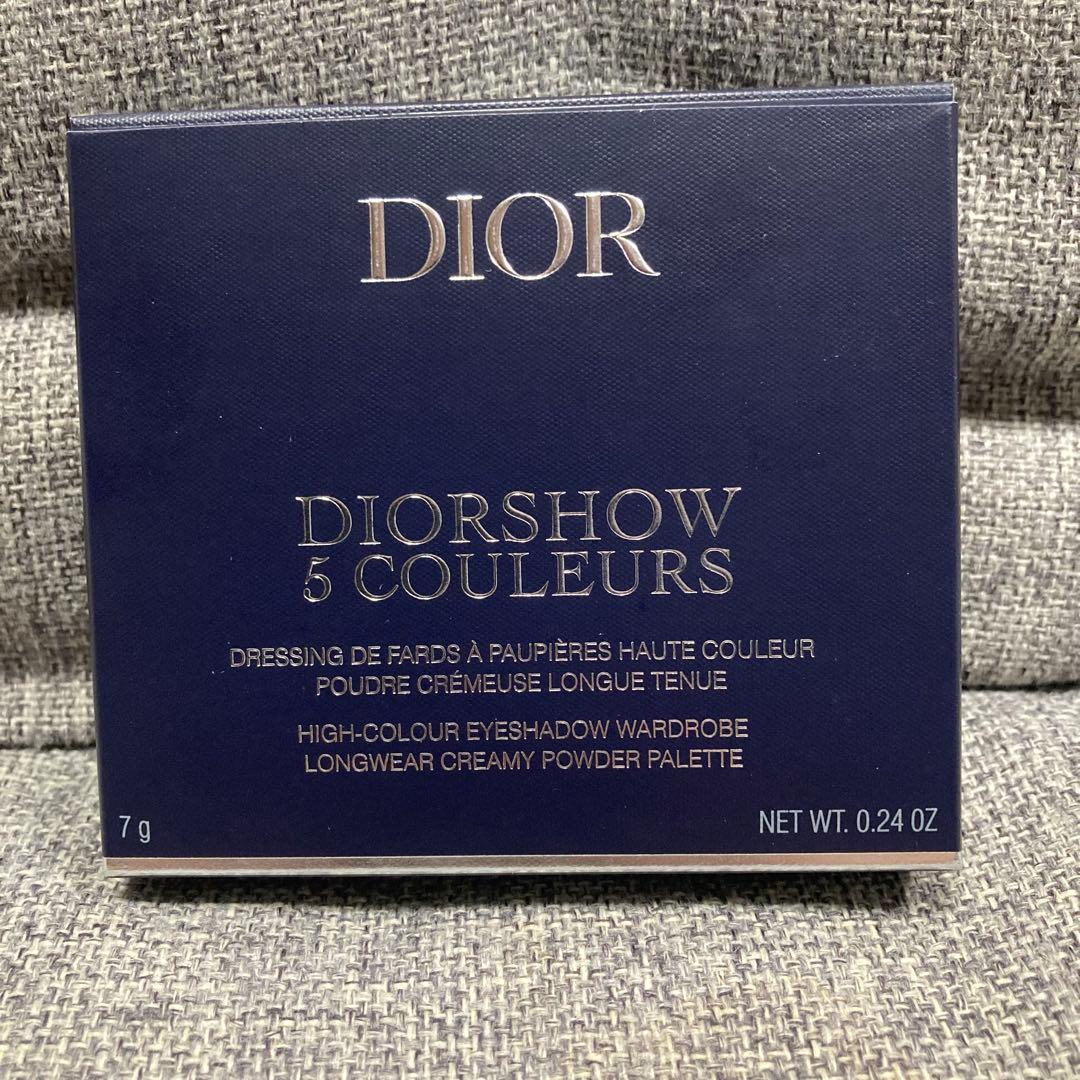 DIOR
DIORSHOW
5 COULEURS
DRESSING DE FARDS À PAUPIÈRES HAUTE COULEUR
POUDRE CRÉMEUSE LONGUE TENUE
HIGH-COLOUR EYESHADOW WARDROBE
LONGWEAR CREAMY POWDER PALETTE
7 g
NET WT. 0.24 OZ